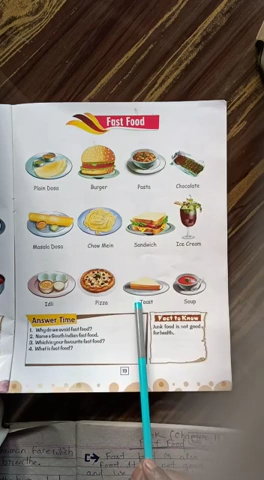 Fast Food
Plain Dosa Burger Pasta Chocolate
Masala Dosa Chow Mein Sandwich Ice Cream
Idli Pizza Toast Soup
Answer Time
1. Why do we avoid fast food?
2. Name a South Indian fast food.
3. Which is your favourite fast food?
4. What is fast food?
Fact to Know
Junk food is not good
for health.
19